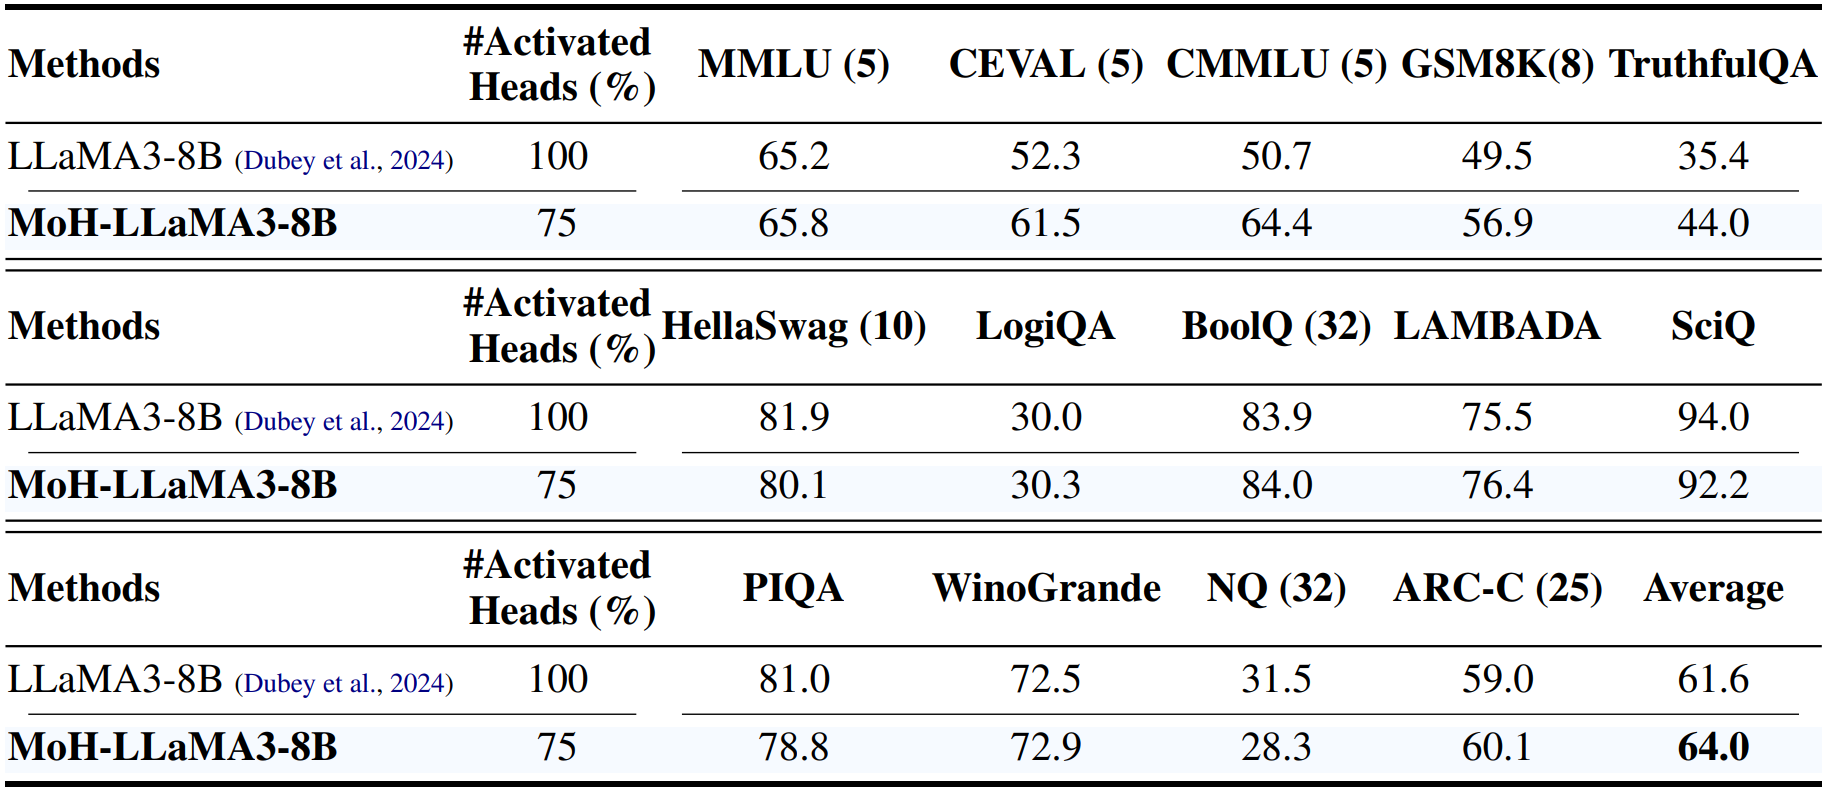 Methods #Activated Heads (%) MMLU (5) CEVAL (5) CMMLU (5) GSM8K(8) TruthfulQA
LLaMA3-8B (Dubey et al., 2024) 100 65.2 52.3 50.7 49.5 35.4
MoH-LLaMA3-8B 75 65.8 61.5 64.4 56.9 44.0
Methods #Activated Heads (%) HellaSwag (10) LogiQA BoolQ (32) LAMBADA SciQ
LLaMA3-8B (Dubey et al., 2024) 100 81.9 30.0 83.9 75.5 94.0
MoH-LLaMA3-8B 75 80.1 30.3 84.0 76.4 92.2
Methods #Activated Heads (%) PIQA WinoGrande NQ (32) ARC-C (25) Average
LLaMA3-8B (Dubey et al., 2024) 100 81.0 72.5 31.5 59.0 61.6
MoH-LLaMA3-8B 75 78.8 72.9 28.3 60.1 64.0